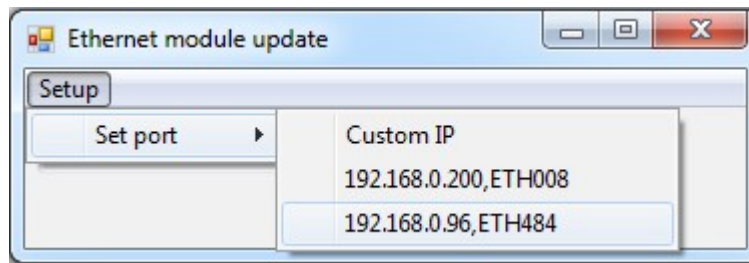 Ethernet module update
Setup
Set port
Custom IP
192.168.0.200,ETH008
192.168.0.96,ETH484